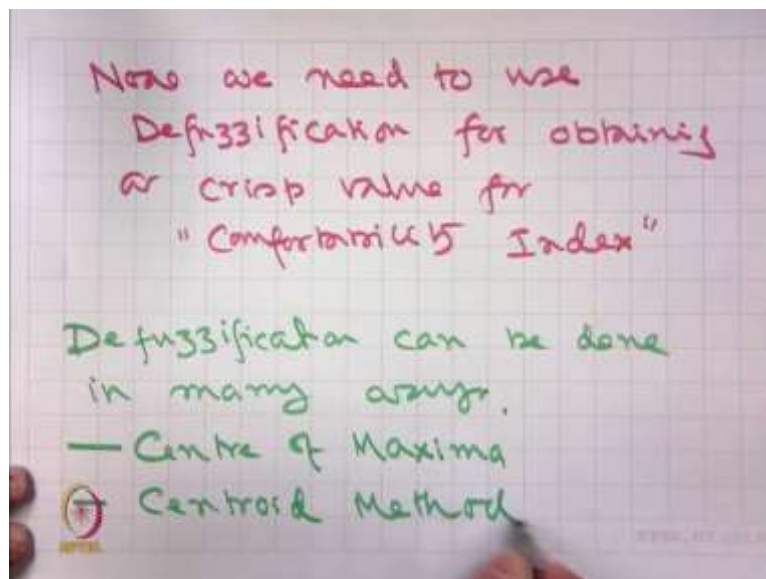 Now we need to use
Defuzzification for obtaining
a crisp value for
"Comfortability Index"
Defuzzification can be done
in many ways.
— Centre of Maxima
— Centroid Method
NPTEL